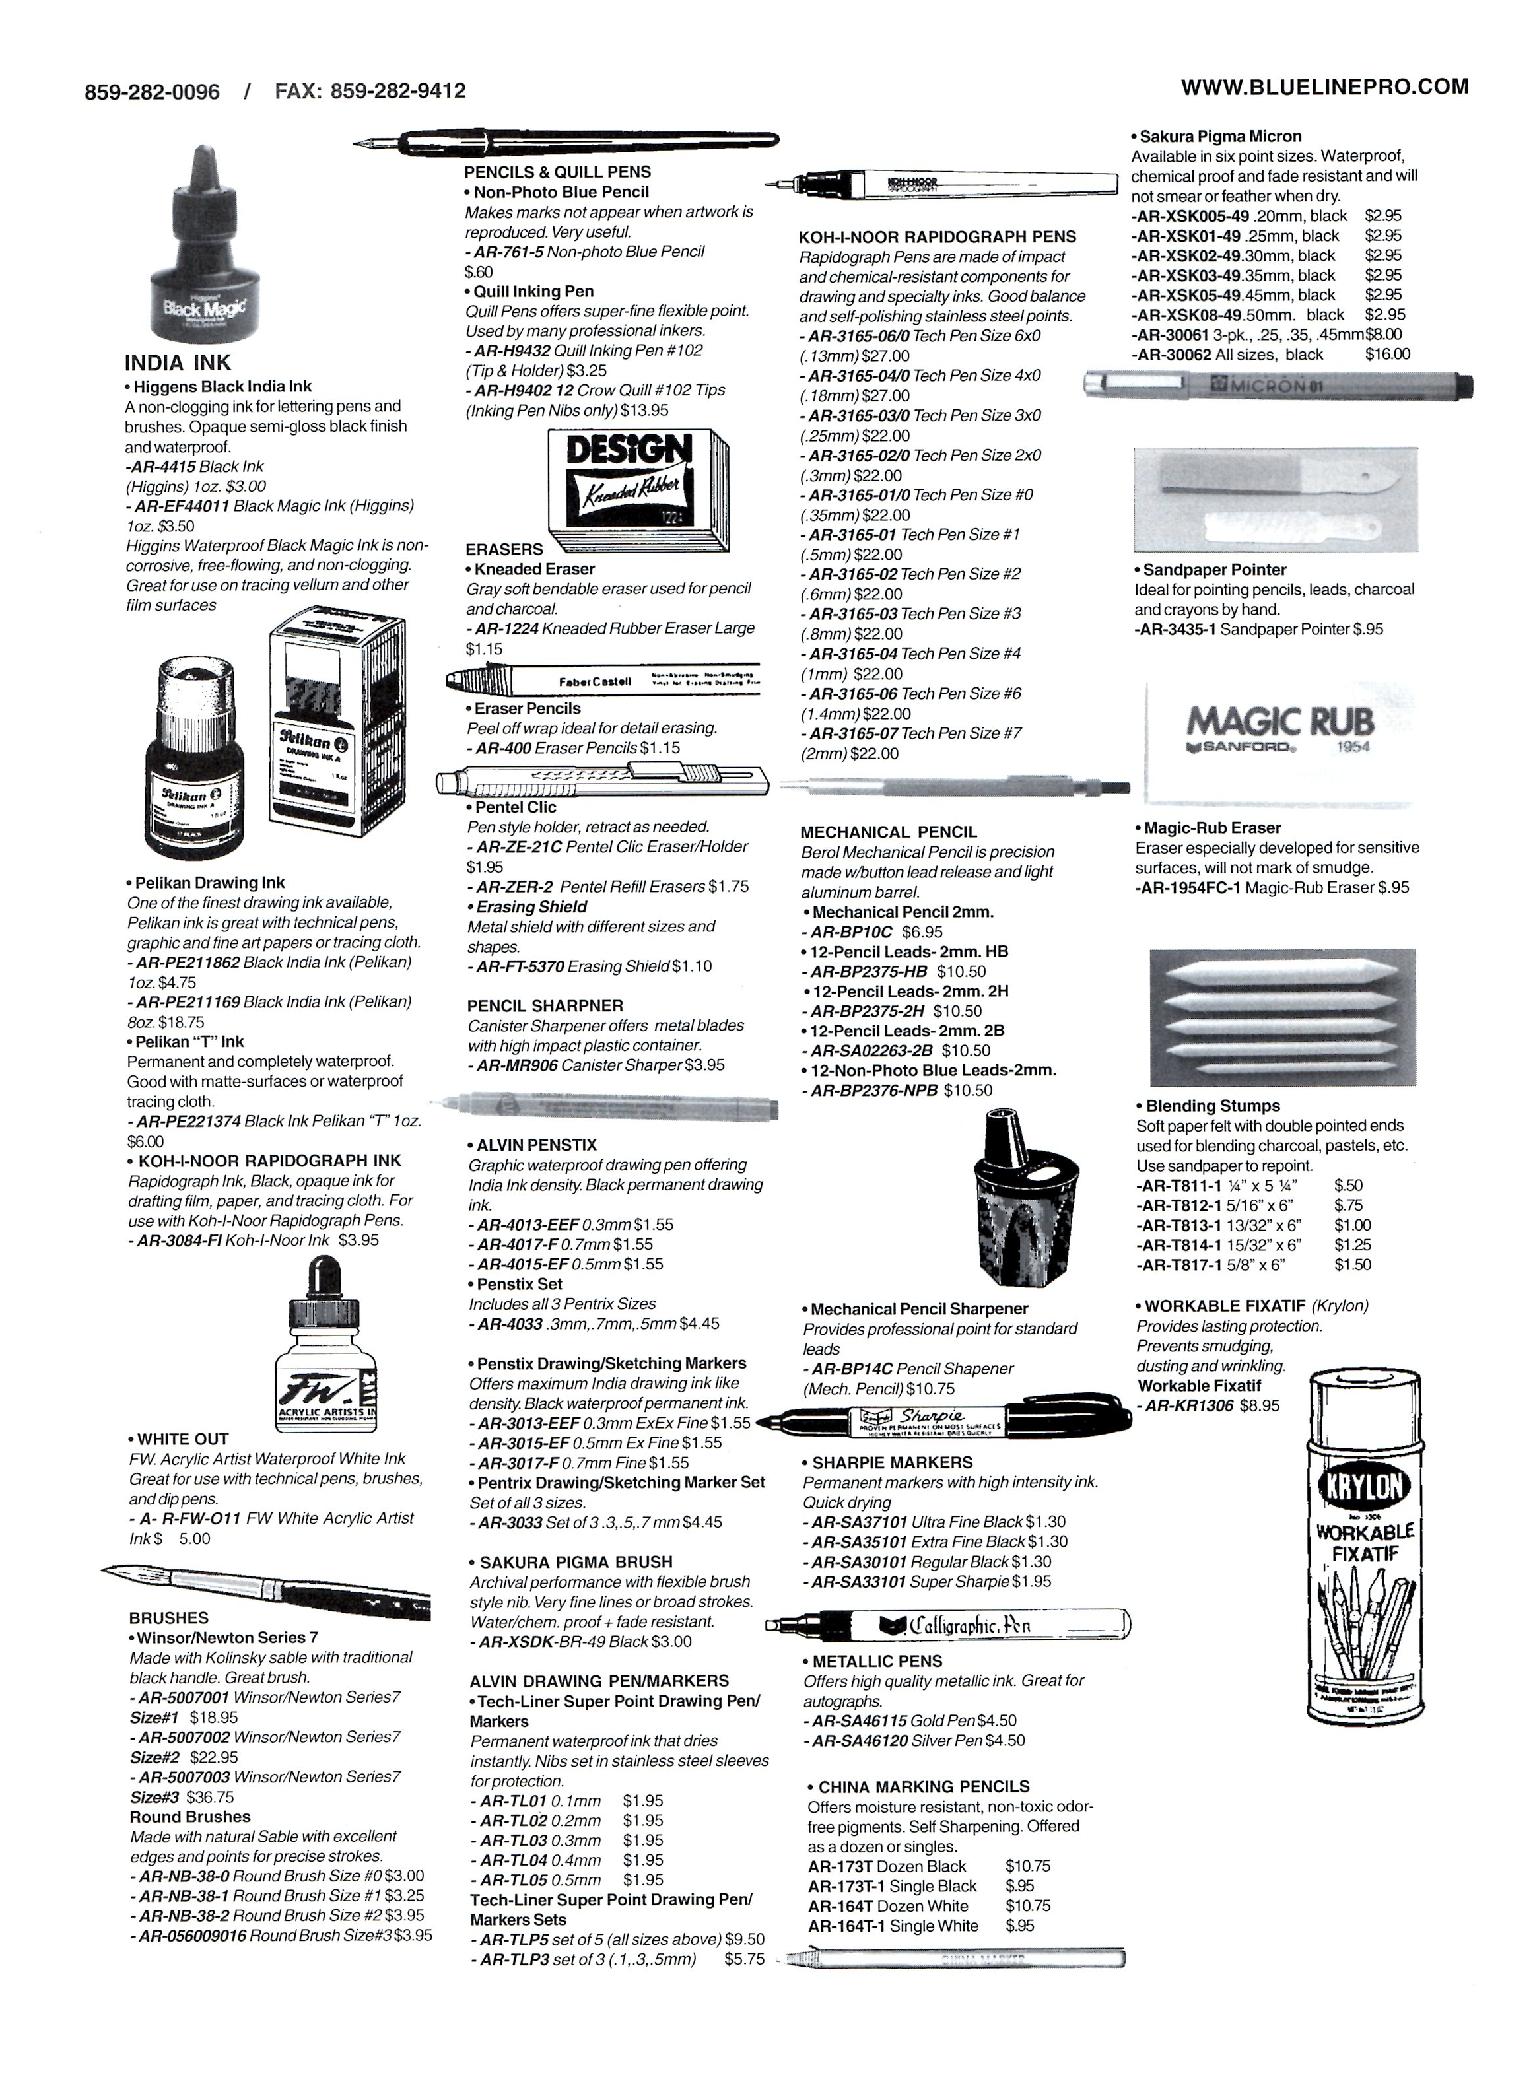 859-282-0096 / FAX: 859-282-9412
WWW.BLUELINEPRO.COM
Higgins
Black Magic
INDIA INK
• Higgens Black India Ink
A non-clogging ink for lettering pens and
brushes. Opaque semi-gloss black finish
and waterproof.
-AR-4415 Black Ink
(Higgins) 1oz. $3.00
- AR-EF44011 Black Magic Ink (Higgins)
1oz. $3.50
Higgins Waterproof Black Magic Ink is non-
corrosive, free-flowing, and non-clogging.
Great for use on tracing vellum and other
film surfaces
Pelikan
DRAWING INK A
Pelikan
DRAWING INK A
• Pelikan Drawing Ink
One of the finest drawing ink available,
Pelikan ink is great with technical pens,
graphic and fine art papers or tracing cloth.
- AR-PE211862 Black India Ink (Pelikan)
1oz. $4.75
- AR-PE211169 Black India Ink (Pelikan)
8oz. $18.75
• Pelikan “T” Ink
Permanent and completely waterproof.
Good with matte-surfaces or waterproof
tracing cloth.
- AR-PE221374 Black Ink Pelikan “T” 1oz.
$6.00
• KOH-I-NOOR RAPIDOGRAPH INK
Rapidograph Ink, Black, opaque ink for
drafting film, paper, and tracing cloth. For
use with Koh-I-Noor Rapidograph Pens.
- AR-3084-FI Koh-I-Noor Ink $3.95
FW.
ACRYLIC ARTISTS IN
• WHITE OUT
FW. Acrylic Artist Waterproof White Ink
Great for use with technical pens, brushes,
and dip pens.
- A- R-FW-O11 FW White Acrylic Artist
Ink $ 5.00
BRUSHES
•Winsor/Newton Series 7
Made with Kolinsky sable with traditional
black handle. Great brush.
- AR-5007001 Winsor/Newton Series7
Size#1 $18.95
- AR-5007002 Winsor/Newton Series7
Size#2 $22.95
- AR-5007003 Winsor/Newton Series7
Size#3 $36.75
Round Brushes
Made with natural Sable with excellent
edges and points for precise strokes.
- AR-NB-38-0 Round Brush Size #0 $3.00
- AR-NB-38-1 Round Brush Size #1 $3.25
- AR-NB-38-2 Round Brush Size #2 $3.95
- AR-056009016 Round Brush Size#3 $3.95
PENCILS & QUILL PENS
• Non-Photo Blue Pencil
Makes marks not appear when artwork is
reproduced. Very useful.
- AR-761-5 Non-photo Blue Pencil
$.60
• Quill Inking Pen
Quill Pens offers super-fine flexible point.
Used by many professional inkers.
- AR-H9432 Quill Inking Pen #102
(Tip & Holder) $3.25
- AR-H9402 12 Crow Quill #102 Tips
(Inking Pen Nibs only) $13.95
DESIGN
Kneaded Rubber
1224
ERASERS
• Kneaded Eraser
Gray soft bendable eraser used for pencil
and charcoal.
- AR-1224 Kneaded Rubber Eraser Large
$1.15
Faber Castell
• Eraser Pencils
Peel off wrap ideal for detail erasing.
- AR-400 Eraser Pencils $1.15
• Pentel Clic
Pen style holder, retract as needed.
- AR-ZE-21C Pentel Clic Eraser/Holder
$1.95
- AR-ZER-2 Pentel Refill Erasers $1.75
• Erasing Shield
Metal shield with different sizes and
shapes.
- AR-FT-5370 Erasing Shield $1.10
PENCIL SHARPNER
Canister Sharpener offers metal blades
with high impact plastic container.
- AR-MR906 Canister Sharper $3.95
• ALVIN PENSTIX
Graphic waterproof drawing pen offering
India Ink density. Black permanent drawing
ink.
- AR-4013-EEF 0.3mm $1.55
- AR-4017-F 0.7mm $1.55
- AR-4015-EF 0.5mm $1.55
• Penstix Set
Includes all 3 Pentrix Sizes
- AR-4033 .3mm,.7mm,.5mm $4.45
• Penstix Drawing/Sketching Markers
Offers maximum India drawing ink like
density. Black waterproof permanent ink.
- AR-3013-EEF 0.3mm ExEx Fine $1.55
- AR-3015-EF 0.5mm Ex Fine $1.55
- AR-3017-F 0.7mm Fine $1.55
• Pentrix Drawing/Sketching Marker Set
Set of all 3 sizes.
- AR-3033 Set of 3 .3,.5,.7 mm $4.45
• SAKURA PIGMA BRUSH
Archival performance with flexible brush
style nib. Very fine lines or broad strokes.
Water/chem. proof + fade resistant.
- AR-XSDK-BR-49 Black $3.00
ALVIN DRAWING PEN/MARKERS
•Tech-Liner Super Point Drawing Pen/
Markers
Permanent waterproof ink that dries
instantly. Nibs set in stainless steel sleeves
for protection.
- AR-TL01 0.1mm $1.95
- AR-TL02 0.2mm $1.95
- AR-TL03 0.3mm $1.95
- AR-TL04 0.4mm $1.95
- AR-TL05 0.5mm $1.95
Tech-Liner Super Point Drawing Pen/
Markers Sets
- AR-TLP5 set of 5 (all sizes above) $9.50
- AR-TLP3 set of 3 (.1,.3,.5mm) $5.75
KOH-I-NOOR
RAPIDOGRAPH
KOH-I-NOOR RAPIDOGRAPH PENS
Rapidograph Pens are made of impact
and chemical-resistant components for
drawing and specialty inks. Good balance
and self-polishing stainless steel points.
- AR-3165-06/0 Tech Pen Size 6x0
(.13mm) $27.00
- AR-3165-04/0 Tech Pen Size 4x0
(.18mm) $27.00
- AR-3165-03/0 Tech Pen Size 3x0
(.25mm) $22.00
- AR-3165-02/0 Tech Pen Size 2x0
(.3mm) $22.00
- AR-3165-01/0 Tech Pen Size #0
(.35mm) $22.00
- AR-3165-01 Tech Pen Size #1
(.5mm) $22.00
- AR-3165-02 Tech Pen Size #2
(.6mm) $22.00
- AR-3165-03 Tech Pen Size #3
(.8mm) $22.00
- AR-3165-04 Tech Pen Size #4
(1mm) $22.00
- AR-3165-06 Tech Pen Size #6
(1.4mm) $22.00
- AR-3165-07 Tech Pen Size #7
(2mm) $22.00
MECHANICAL PENCIL
Berol Mechanical Pencil is precision
made w/button lead release and light
aluminum barrel.
• Mechanical Pencil 2mm.
- AR-BP10C $6.95
• 12-Pencil Leads- 2mm. HB
- AR-BP2375-HB $10.50
• 12-Pencil Leads- 2mm. 2H
- AR-BP2375-2H $10.50
• 12-Pencil Leads- 2mm. 2B
- AR-SA02263-2B $10.50
• 12-Non-Photo Blue Leads-2mm.
- AR-BP2376-NPB $10.50
• Mechanical Pencil Sharpener
Provides professional point for standard
leads
- AR-BP14C Pencil Shapener
(Mech. Pencil) $10.75
Sharpie
PROVEN PERMANENT ON MOST SURFACES
• SHARPIE MARKERS
Permanent markers with high intensity ink.
Quick drying
- AR-SA37101 Ultra Fine Black $1.30
- AR-SA35101 Extra Fine Black $1.30
- AR-SA30101 Regular Black $1.30
- AR-SA33101 Super Sharpie $1.95
Calligraphic Pen
• METALLIC PENS
Offers high quality metallic ink. Great for
autographs.
- AR-SA46115 Gold Pen $4.50
- AR-SA46120 Silver Pen $4.50
• CHINA MARKING PENCILS
Offers moisture resistant, non-toxic odor-
free pigments. Self Sharpening. Offered
as a dozen or singles.
AR-173T Dozen Black $10.75
AR-173T-1 Single Black $.95
AR-164T Dozen White $10.75
AR-164T-1 Single White $.95
CHINA MARKER
• Sakura Pigma Micron
Available in six point sizes. Waterproof,
chemical proof and fade resistant and will
not smear or feather when dry.
-AR-XSK005-49 .20mm, black $2.95
-AR-XSK01-49 .25mm, black $2.95
-AR-XSK02-49.30mm, black $2.95
-AR-XSK03-49.35mm, black $2.95
-AR-XSK05-49.45mm, black $2.95
-AR-XSK08-49.50mm. black $2.95
-AR-30061 3-pk., .25, .35, .45mm $8.00
-AR-30062 All sizes, black $16.00
MICRON 01
• Sandpaper Pointer
Ideal for pointing pencils, leads, charcoal
and crayons by hand.
-AR-3435-1 Sandpaper Pointer $.95
MAGIC RUB
SANFORD® 1954
• Magic-Rub Eraser
Eraser especially developed for sensitive
surfaces, will not mark of smudge.
-AR-1954FC-1 Magic-Rub Eraser $.95
• Blending Stumps
Soft paper felt with double pointed ends
used for blending charcoal, pastels, etc.
Use sandpaper to repoint.
-AR-T811-1 ¼” x 5 ¼” $.50
-AR-T812-1 5/16” x 6” $.75
-AR-T813-1 13/32” x 6” $1.00
-AR-T814-1 15/32” x 6” $1.25
-AR-T817-1 5/8” x 6” $1.50
• WORKABLE FIXATIF (Krylon)
Provides lasting protection.
Prevents smudging,
dusting and wrinkling.
Workable Fixatif
- AR-KR1306 $8.95
KRYLON
No 1306
WORKABLE
FIXATIF